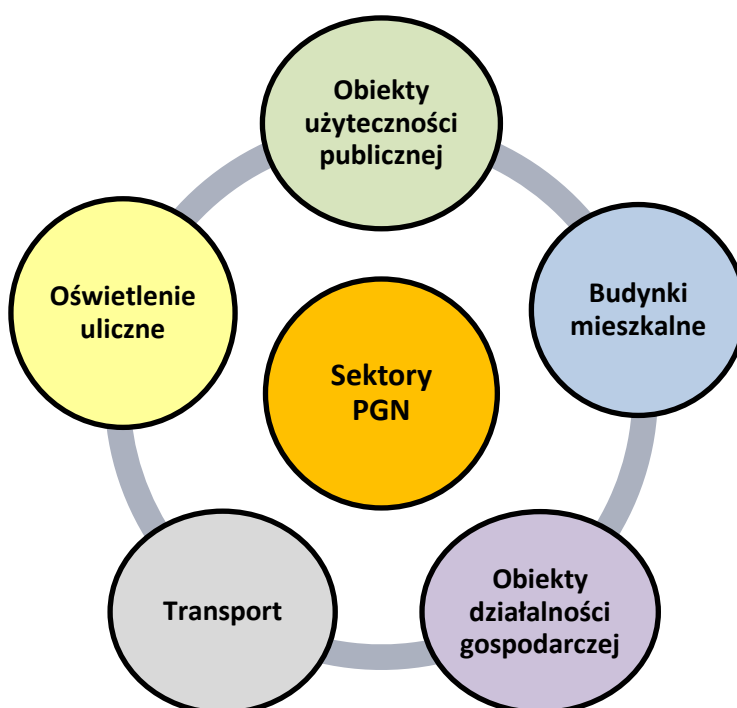 Obiekty
użyteczności
publicznej
Budynki
mieszkalne
Obiekty
działalności
gospodarczej
Transport
Oświetlenie
uliczne
Sektory
PGN